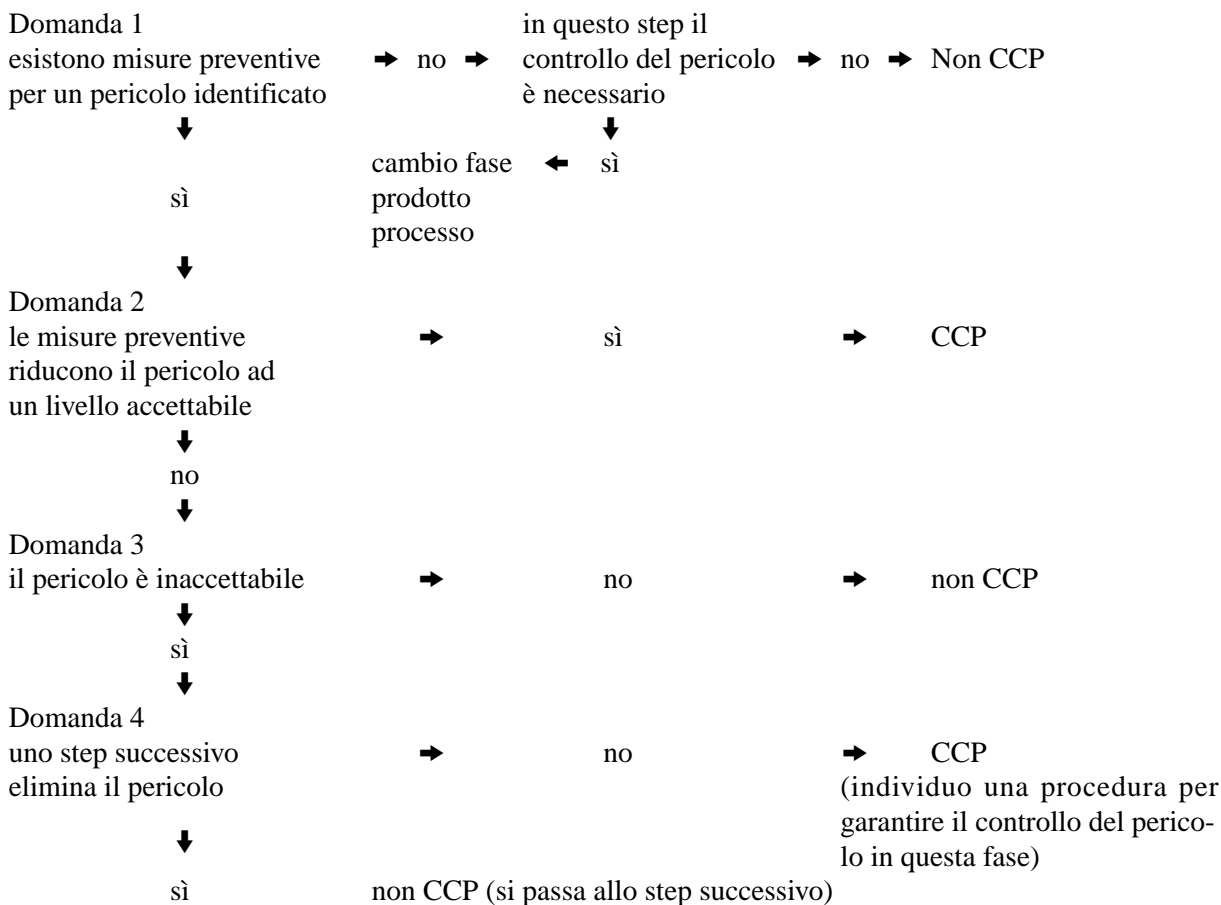 Domanda 1 in questo step il
esistono misure preventive ➨ no ➨ controllo del pericolo ➨ no ➨ Non CCP
per un pericolo identificato è necessario
cambio fase sì
sì prodotto
processo
Domanda 2
le misure preventive sì CCP
riducono il pericolo ad
un livello accettabile
no
Domanda 3
il pericolo è inaccettabile no non CCP
sì
Domanda 4
uno step successivo no CCP
elimina il pericolo (individuo una procedura per
garantire il controllo del perico-
lo in questa fase)
sì non CCP (si passa allo step successivo)